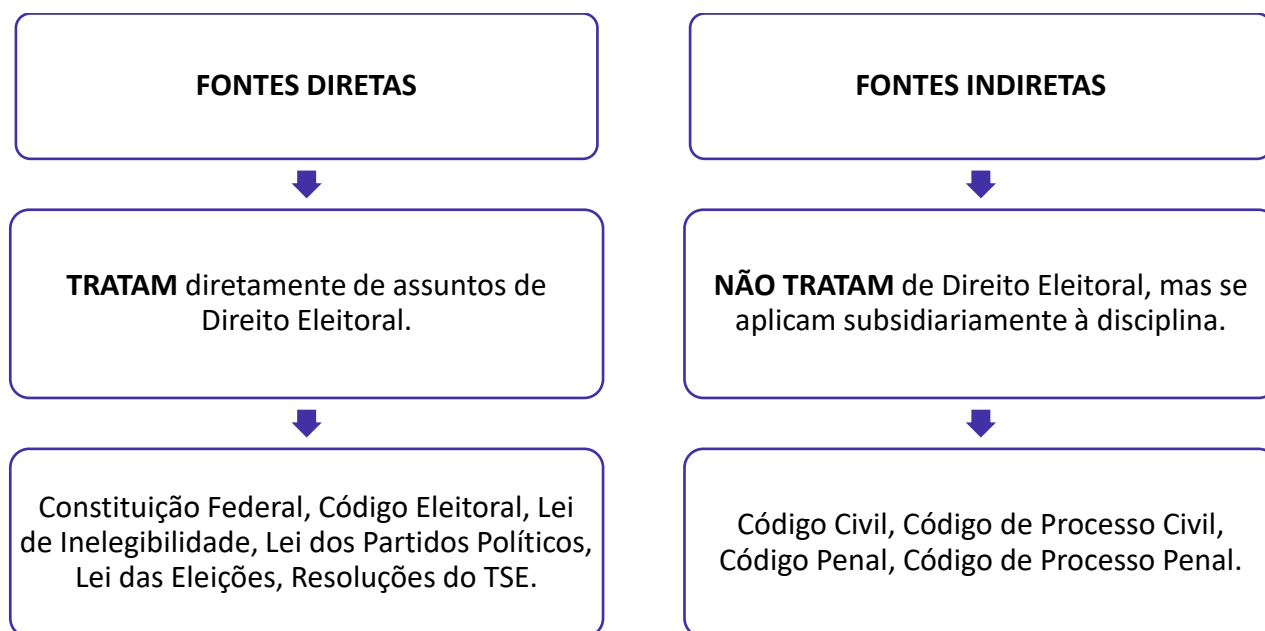 FONTES DIRETAS
TRATAM diretamente de assuntos de
Direito Eleitoral.
Constituição Federal, Código Eleitoral, Lei
de Inelegibilidade, Lei dos Partidos Políticos,
Lei das Eleições, Resoluções do TSE.
FONTES INDIRETAS
NÃO TRATAM de Direito Eleitoral, mas se
aplicam subsidiariamente à disciplina.
Código Civil, Código de Processo Civil,
Código Penal, Código de Processo Penal.